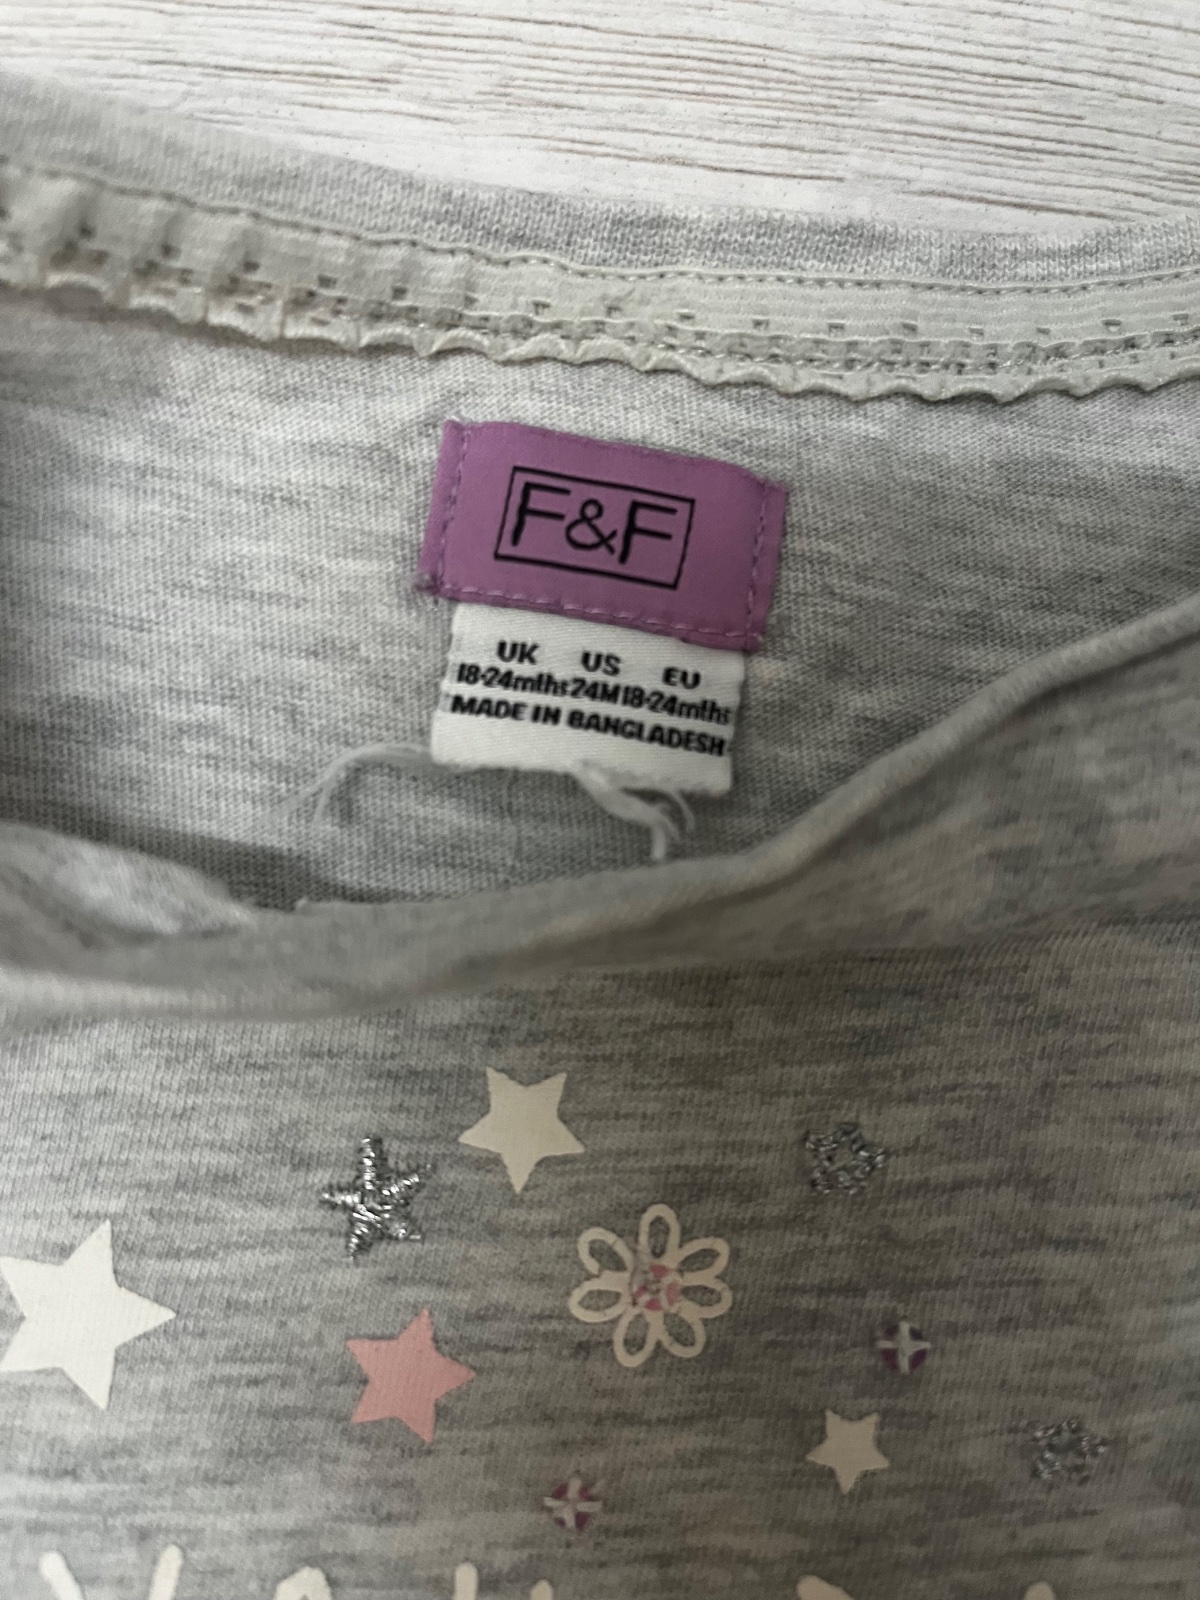 F&F
UK US EU
18-24mths 24M 18-24mths
MADE IN BANGLADESH